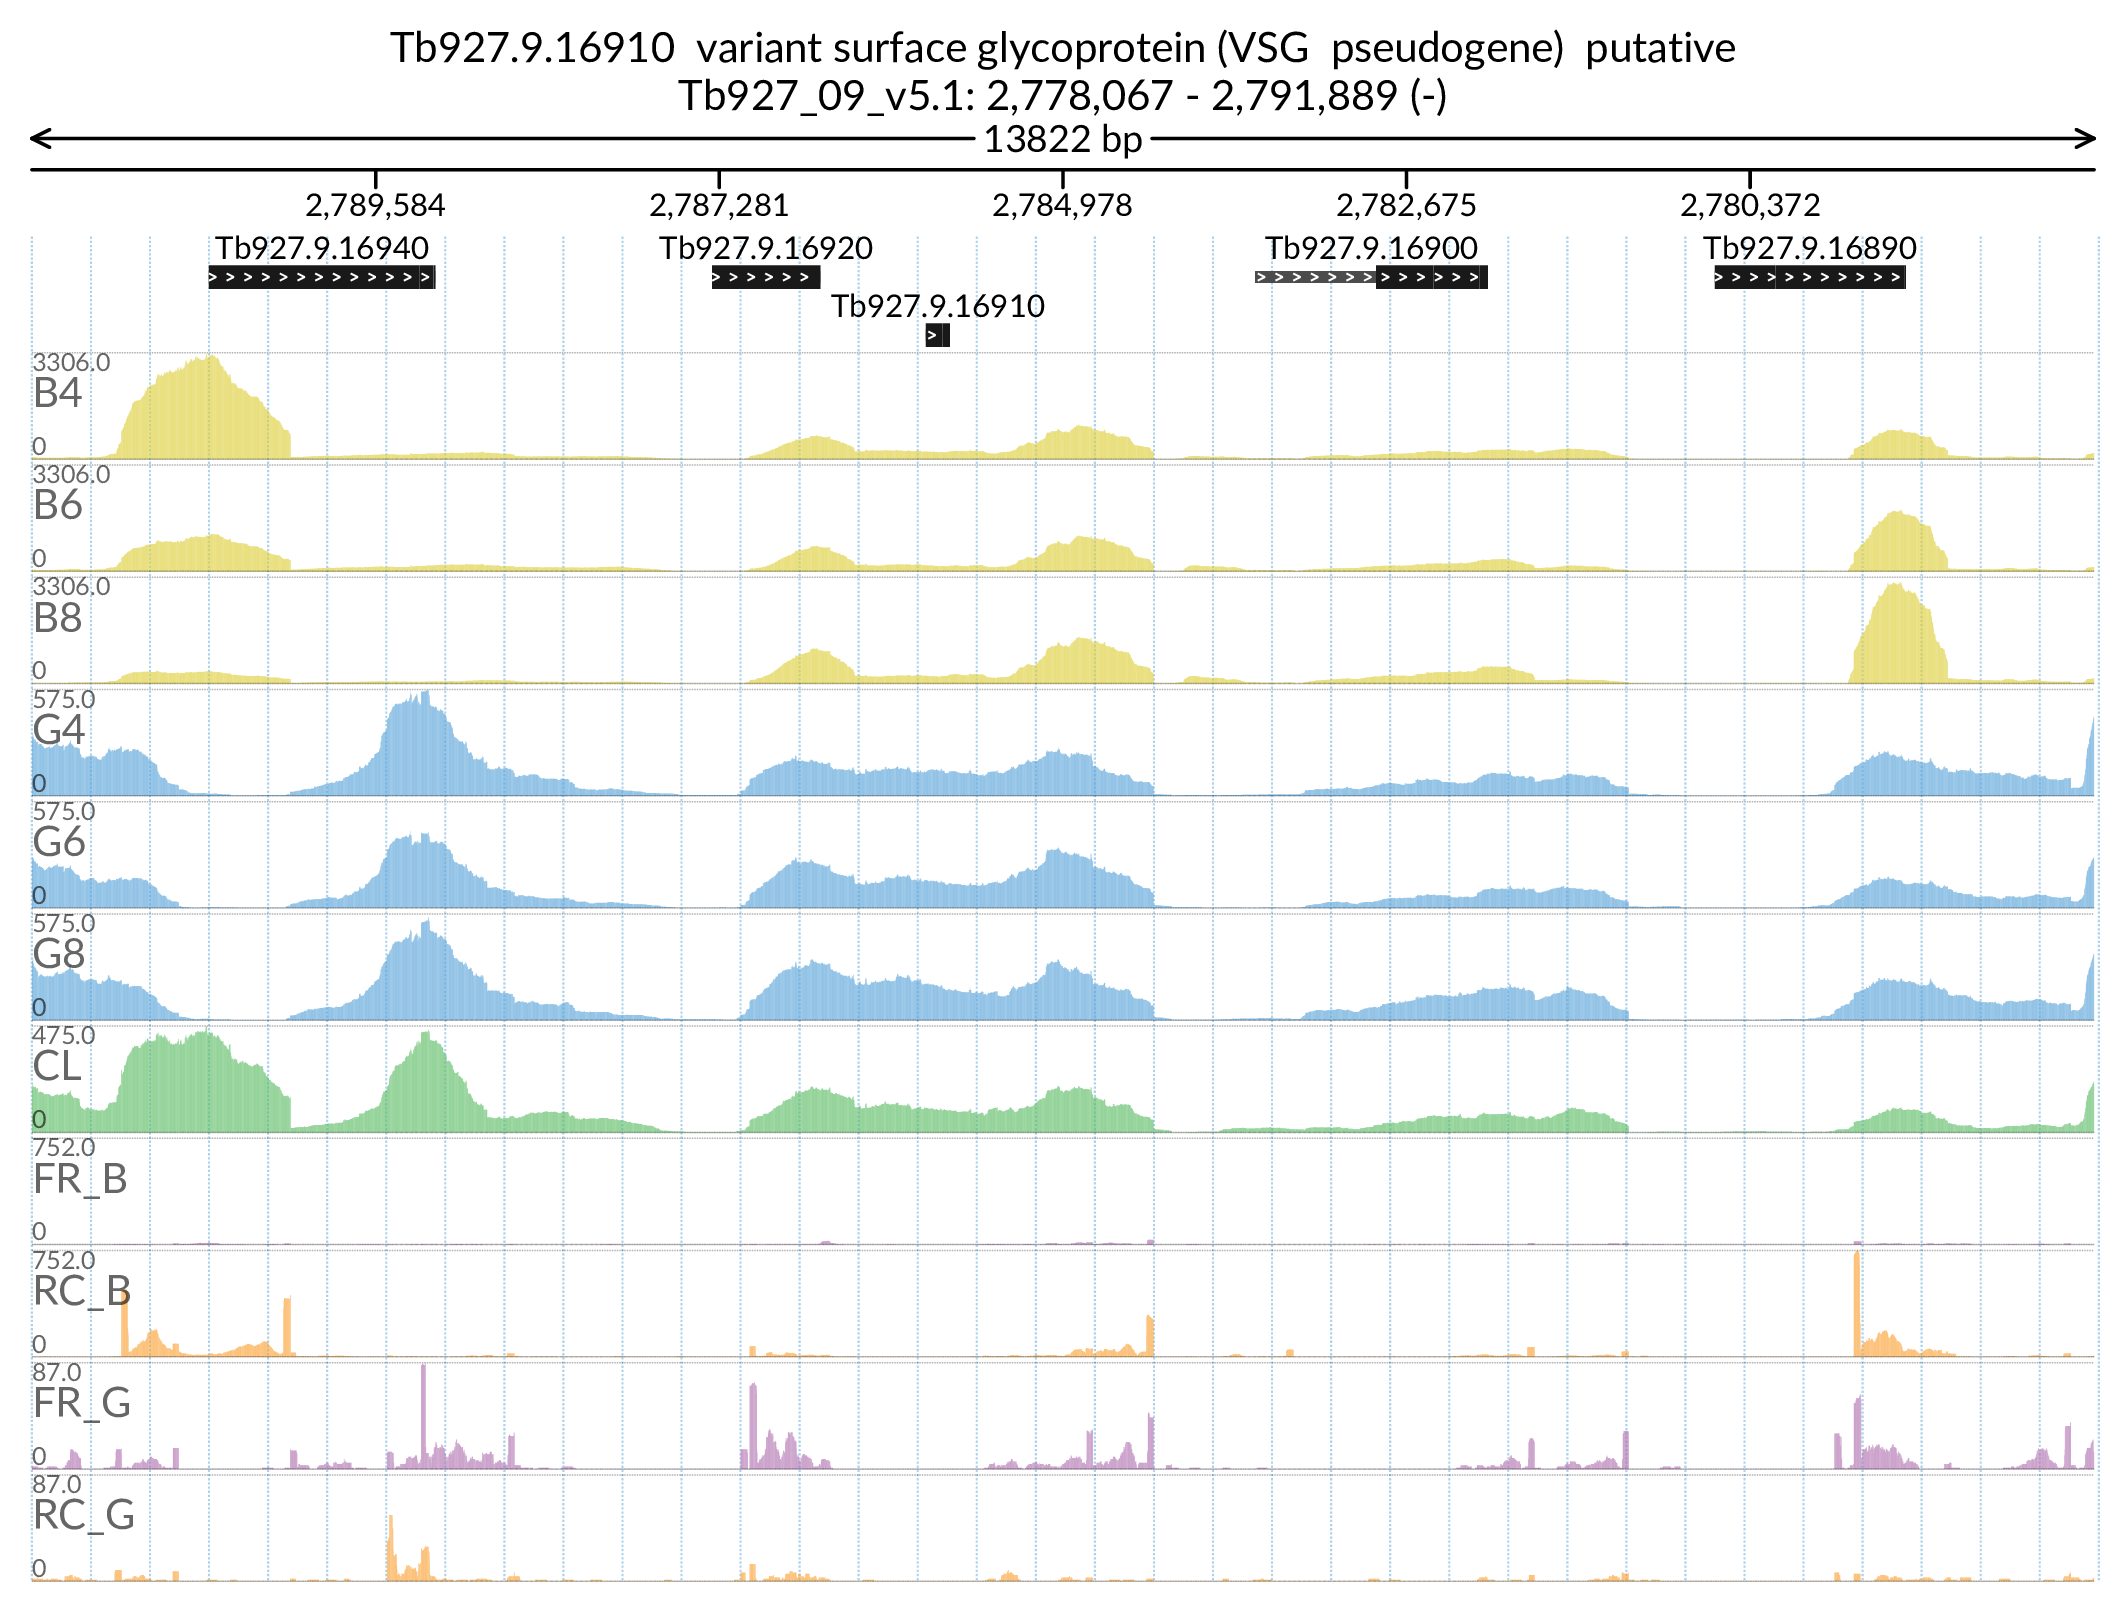 Tb927.9.16910 variant surface glycoprotein (VSG pseudogene) putative
Tb927_09_v5.1: 2,778,067 - 2,791,889 (-)
13822 bp
2,789,584 2,787,281 2,784,978 2,782,675 2,780,372
Tb927.9.16940 Tb927.9.16920 Tb927.9.16900 Tb927.9.16890
Tb927.9.16910
3306.0
B4
0
3306.0
B6
0
3306.0
B8
0
575.0
G4
0
575.0
G6
0
575.0
G8
0
475.0
CL
0
752.0
FR_B
0
752.0
RC_B
0
87.0
FR_G
0
87.0
RC_G
0